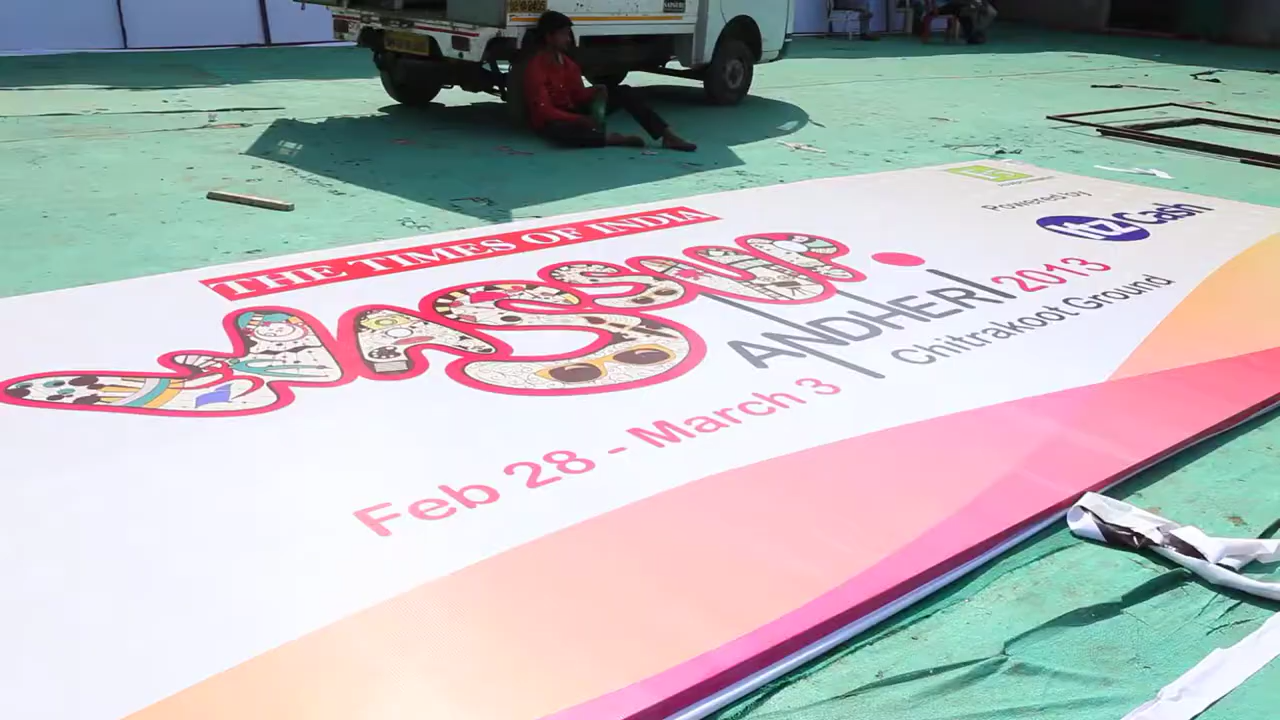 THE TIMES OF INDIA
Wassup
ANDHERI 2013
Chitrakoot Ground
Feb 28 - March 3
Powered by
ItzCash